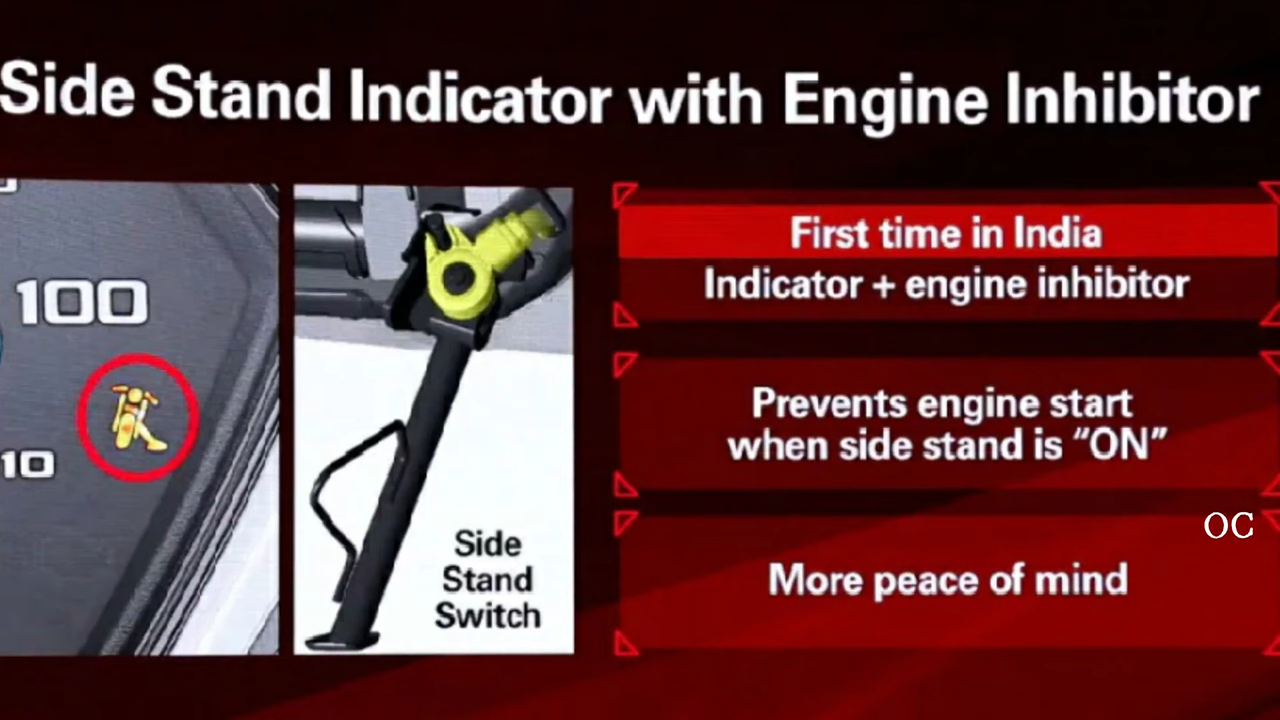 Side Stand Indicator with Engine Inhibitor
100
10
Side
Stand
Switch
First time in India
Indicator + engine inhibitor
Prevents engine start
when side stand is “ON”
OC
More peace of mind